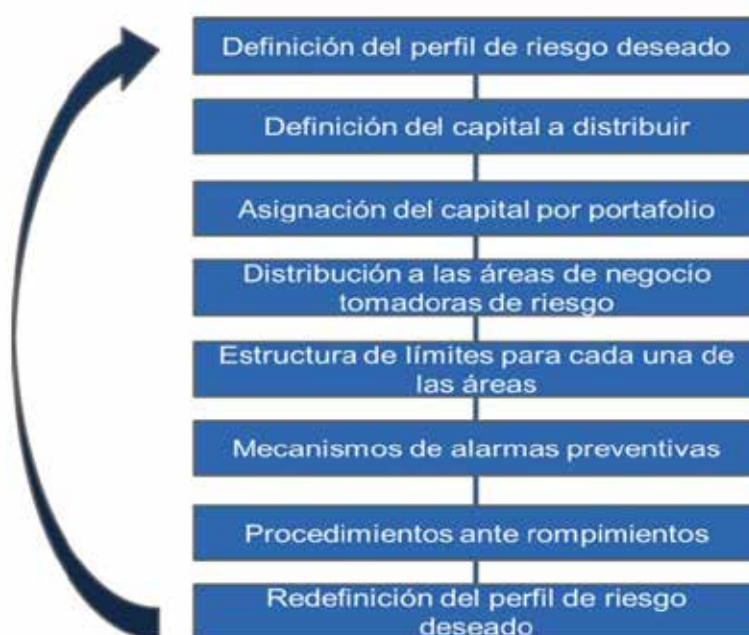 Definición del perfil de riesgo deseado
Definición del capital a distribuir
Asignación del capital por portafolio
Distribución a las áreas de negocio
tomadoras de riesgo
Estructura de límites para cada una de
las áreas
Mecanismos de alarmas preventivas
Procedimientos ante rompimientos
Redefinición del perfil de riesgo
deseado